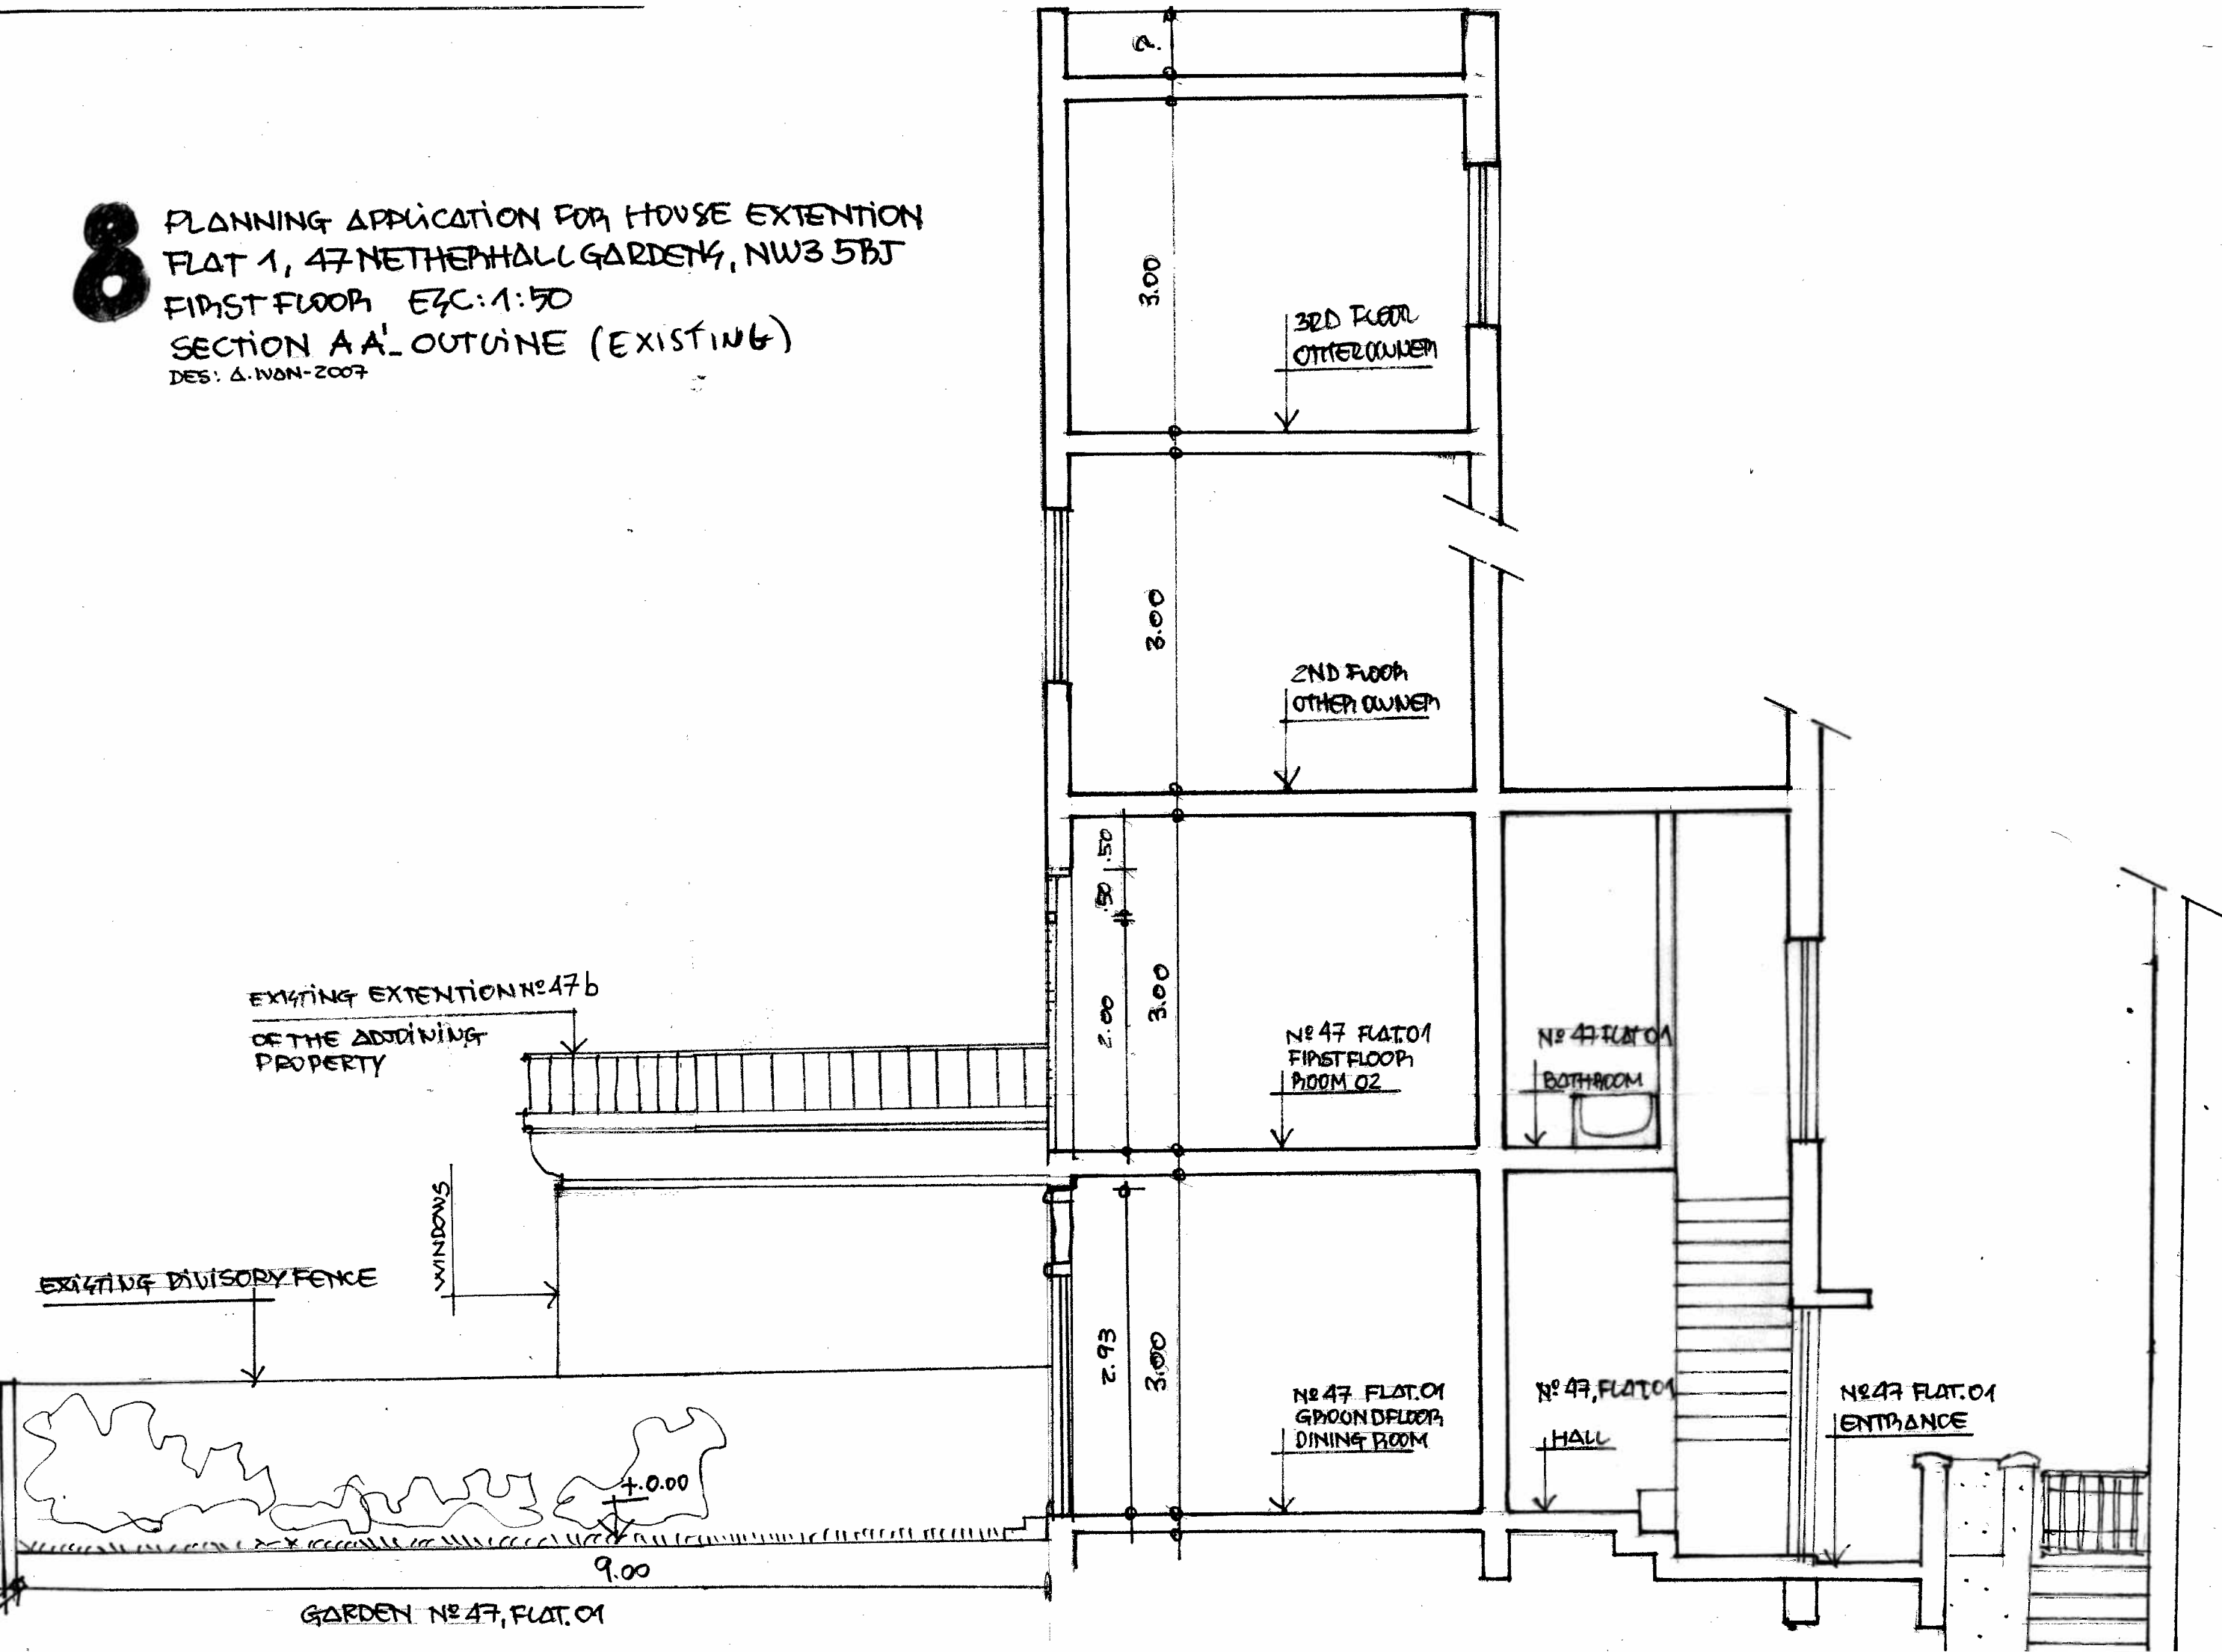 8
PLANNING APPLICATION FOR HOUSE EXTENTION
FLAT 1, 47 NETHERHALL GARDENS, NW3 5BJ
FIRST FLOOR ESC: 1:50
SECTION AA'_OUTLINE (EXISTING)
DES: A. IVAN-2007
?
3.00
3RD FLOOR
OTHER OWNER
3.00
2ND FLOOR
OTHER OWNER
.50
.50
2.00
3.00
Nº 47 FLAT.01
FIRST FLOOR
ROOM 02
Nº 47 FLAT 01
BATHROOM
EXISTING EXTENTION Nº 47b
OF THE ADJOINING
PROPERTY
WINDOWS
EXISTING DIVISORY FENCE
2.93
3.00
Nº 47 FLAT.01
GROUND FLOOR
DINING ROOM
Nº 47, FLAT.01
HALL
Nº 47 FLAT.01
ENTRANCE
+.0.00
9.00
GARDEN Nº 47, FLAT.01